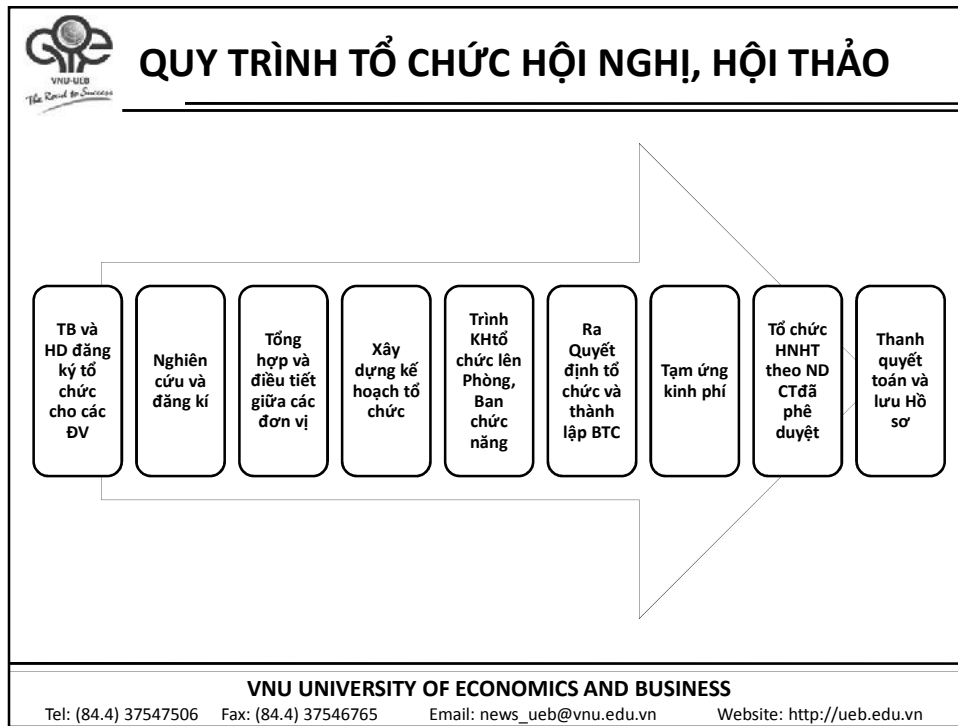 VNU-UEB
The Road to Success
QUY TRÌNH TỔ CHỨC HỘI NGHỊ, HỘI THẢO
TB và
HD đăng
ký tổ
chức
cho các
ĐV
Nghiên
cứu và
đăng kí
Tổng
hợp và
điều tiết
giữa các
đơn vị
Xây
dựng kế
hoạch tổ
chức
Trình
KHtổ
chức lên
Phòng,
Ban
chức
năng
Ra
Quyết
định tổ
chức và
thành
lập BTC
Tạm ứng
kinh phí
Tổ chức
HNHT
theo ND
CTđã
phê
duyệt
Thanh
quyết
toán và
lưu Hồ
sơ
VNU UNIVERSITY OF ECONOMICS AND BUSINESS
Tel: (84.4) 37547506 Fax: (84.4) 37546765 Email: news_ueb@vnu.edu.vn Website: http://ueb.edu.vn